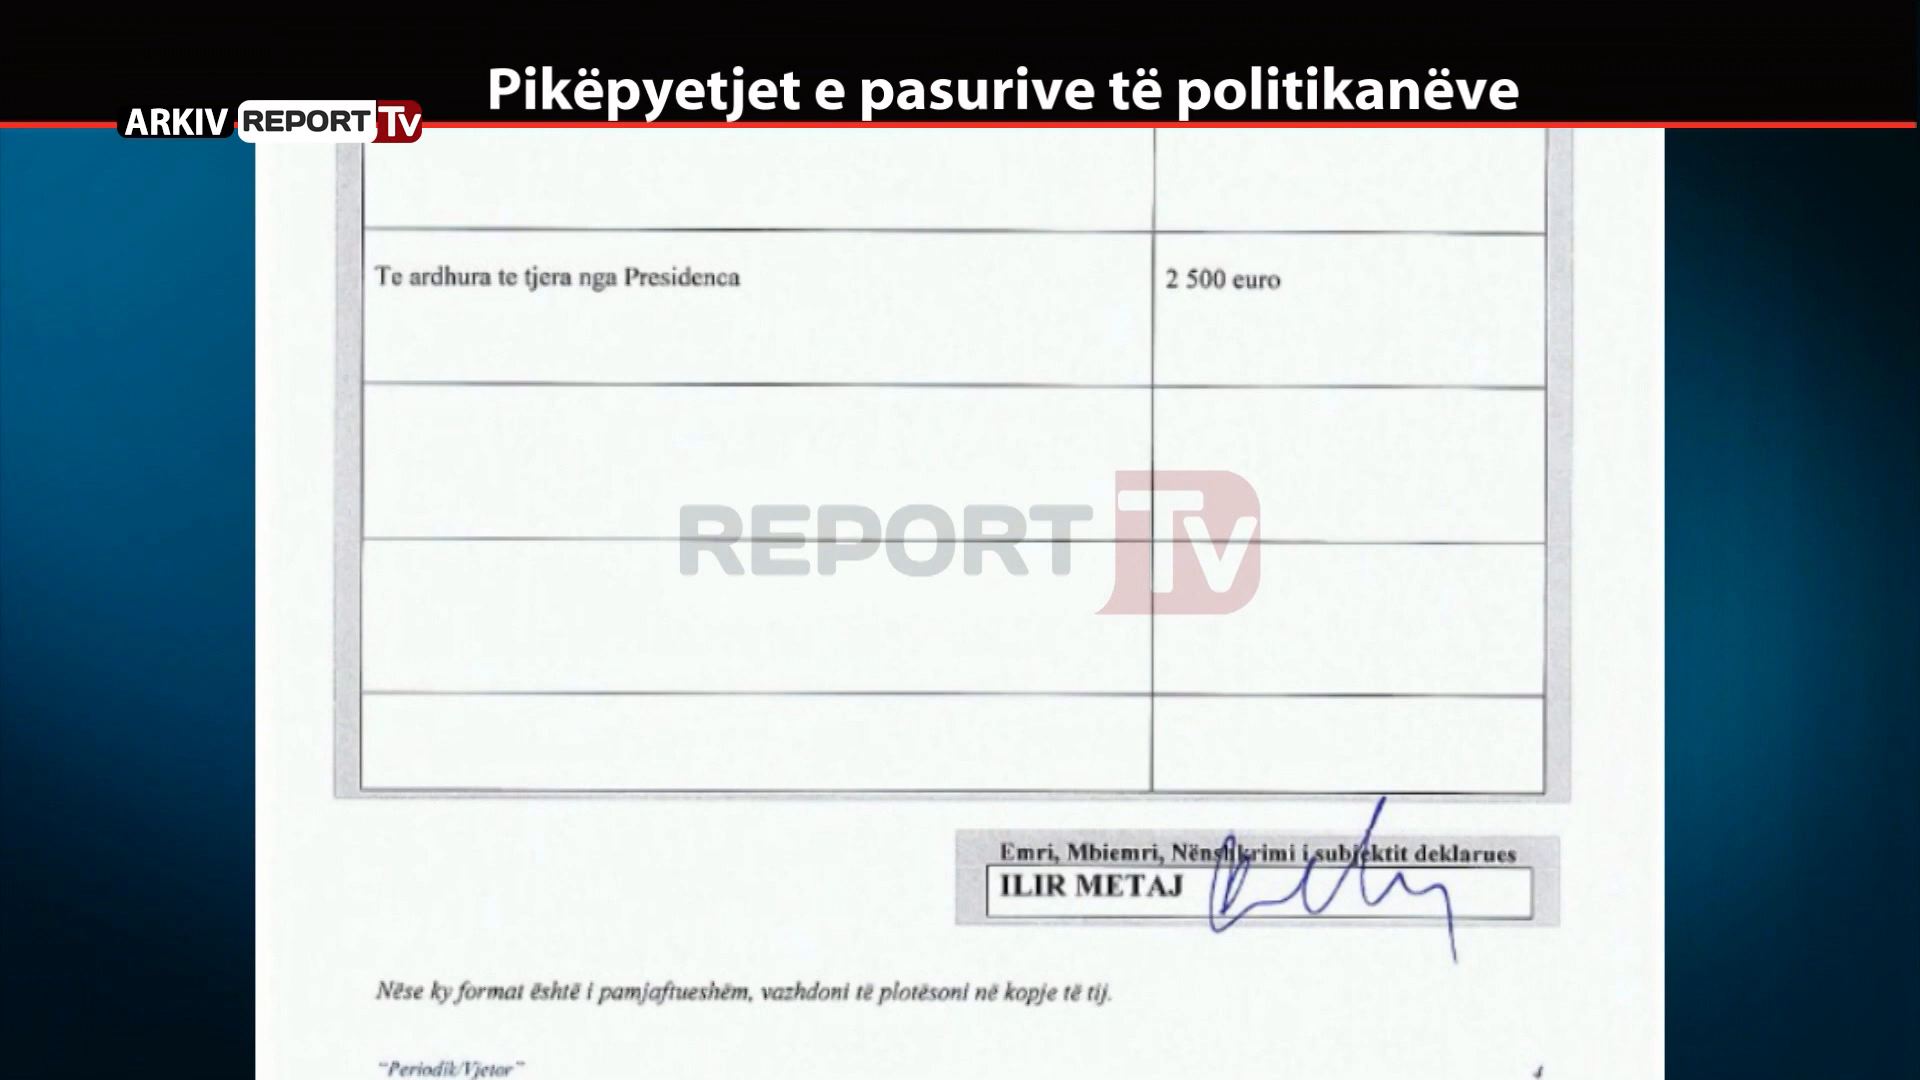 Pikëpyetjet e pasurive të politikanëve
ARKIV REPORT TV
Te ardhura te tjera nga Presidenca
2 500 euro
REPORT TV
Emri, Mbiemri, Nënshkrimi i subjektit deklarues
ILIR METAJ
Nëse ky format është i pamjaftueshëm, vazhdoni të plotësoni në kopje të tij.
"Periodik/Vjetor"
4